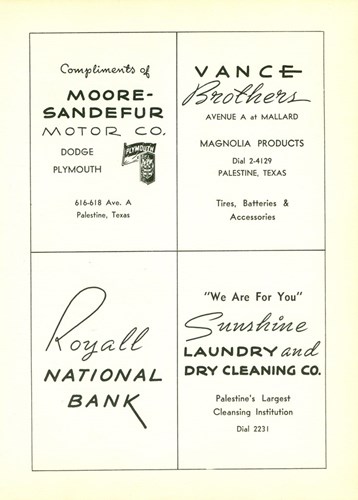 Compliments of
MOORE-
SANDEFUR
MOTOR CO.
DODGE
PLYMOUTH
PLYMOUTH
616-618 Ave. A
Palestine, Texas
VANCE
Brothers
AVENUE A at MALLARD
MAGNOLIA PRODUCTS
Dial 2-4129
PALESTINE, TEXAS
Tires, Batteries &
Accessories
Royall
NATIONAL
BANK
"We Are For You"
Sunshine
LAUNDRY and
DRY CLEANING CO.
Palestine's Largest
Cleansing Institution
Dial 2231